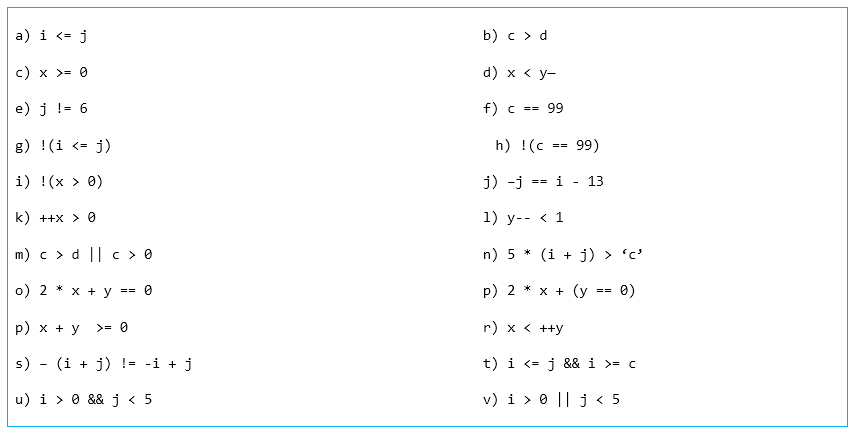 a) i <= j    b) c > d
c) x >= 0    d) x < y—
e) j != 6    f) c == 99
g) !(i <= j)    h) !(c == 99)
i) !(x > 0)    j) –j == i - 13
k) ++x > 0    l) y-- < 1
m) c > d || c > 0    n) 5 * (i + j) > ‘c’
o) 2 * x + y == 0    p) 2 * x + (y == 0)
p) x + y  >= 0    r) x < ++y
s) – (i + j) != -i + j    t) i <= j && i >= c
u) i > 0 && j < 5    v) i > 0 || j < 5